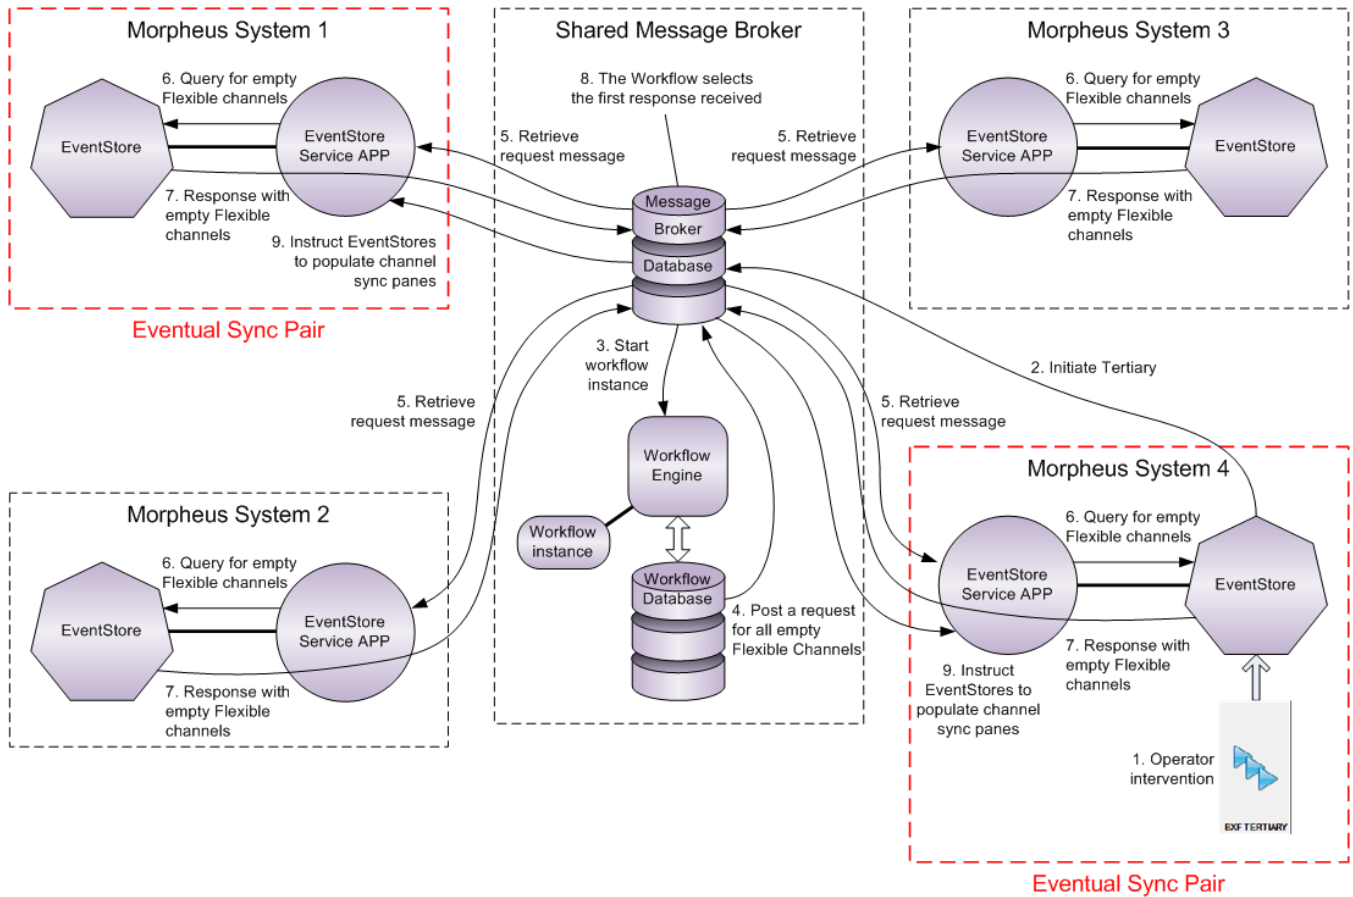 Morpheus System 1
6. Query for empty
Flexible channels
EventStore
EventStore
Service APP
7. Response with
empty Flexible
channels
9. Instruct EventStores
to populate channel
sync panes
Eventual Sync Pair
Shared Message Broker
8. The Workflow selects
the first response received
5. Retrieve
request message
5. Retrieve
request message
Message
Broker
Database
3. Start
workflow
instance
Workflow
Engine
Workflow
instance
Workflow
Database
4. Post a request
for all empty
Flexible Channels
Morpheus System 3
6. Query for empty
Flexible channels
EventStore
Service APP
EventStore
7. Response with
empty Flexible
channels
2. Initiate Tertiary
5. Retrieve
request message
5. Retrieve
request message
Morpheus System 2
6. Query for empty
Flexible channels
EventStore
EventStore
Service APP
7. Response with
empty Flexible
channels
Morpheus System 4
6. Query for empty
Flexible channels
EventStore
Service APP
EventStore
7. Response with
empty Flexible
channels
9. Instruct
EventStores to
populate channel
sync panes
1. Operator
intervention
EXF TERTIARY
Eventual Sync Pair